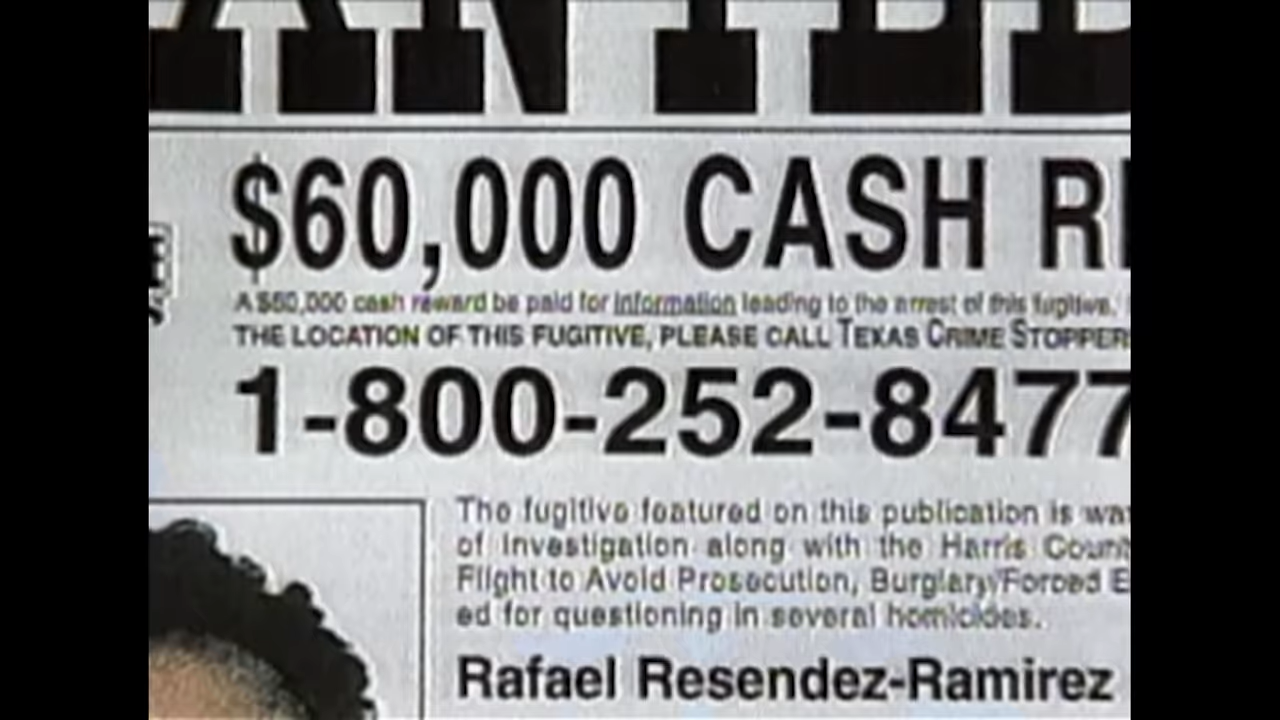 ANTED
$60,000 CASH R
A $60,000 cash reward be paid for information leading to the arrest of this fugitive.
THE LOCATION OF THIS FUGITIVE, PLEASE CALL TEXAS CRIME STOPPER
1-800-252-8477
The fugitive featured on this publication is wa
of Investigation along with the Harris Count
Flight to Avoid Prosecution, Burglary/Forced E
ed for questioning in several homicides.
Rafael Resendez-Ramirez